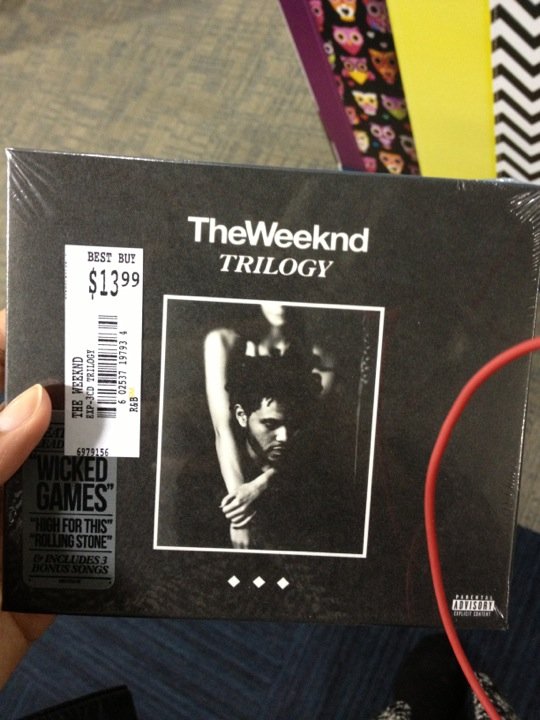 TheWeeknd
TRILOGY
BEST BUY
$13 99
THE WEEKND
EXP-3CD TRILOGY
6 02537 19793 4
R&B
6979156
"WICKED
GAMES"
"HIGH FOR THIS"
"ROLLING STONE"
& INCLUDES 3
BONUS SONGS
PARENTAL
ADVISORY
EXPLICIT CONTENT